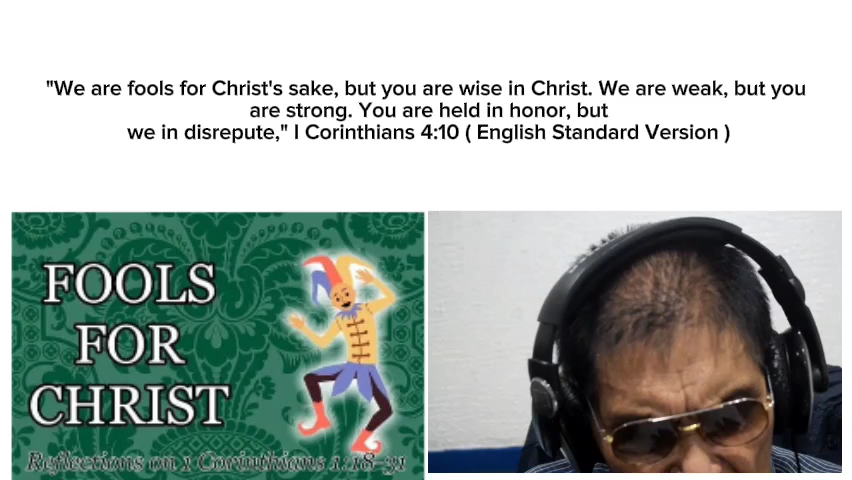 "We are fools for Christ's sake, but you are wise in Christ. We are weak, but you
are strong. You are held in honor, but
we in disrepute," I Corinthians 4:10 ( English Standard Version )
FOOLS
FOR
CHRIST
Reflections on 1 Corinthians 1:18-31